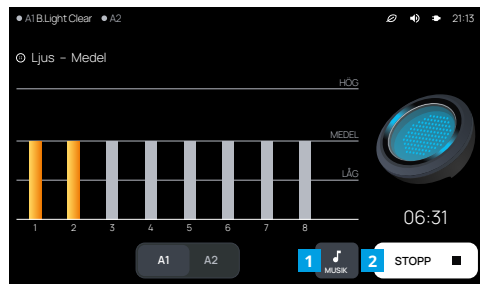 A1 B.Light Clear A2 21:13
Ljus – Medel
HÖG
MEDEL
LÅG
1 2 3 4 5 6 7 8
06:31
A1 A2 1 MUSIK 2 STOPP